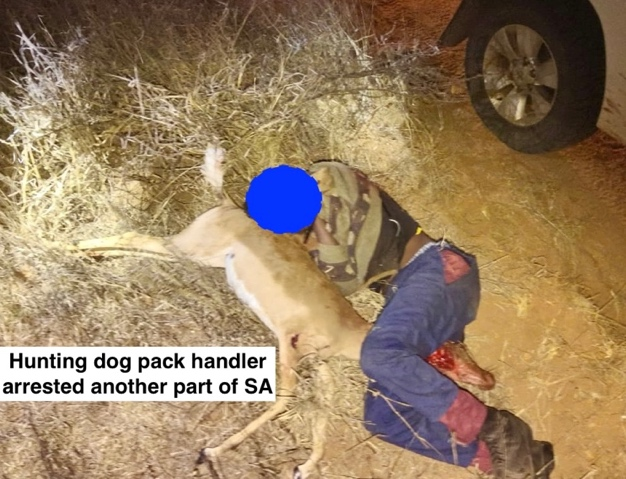 Hunting dog pack handler
arrested another part of SA